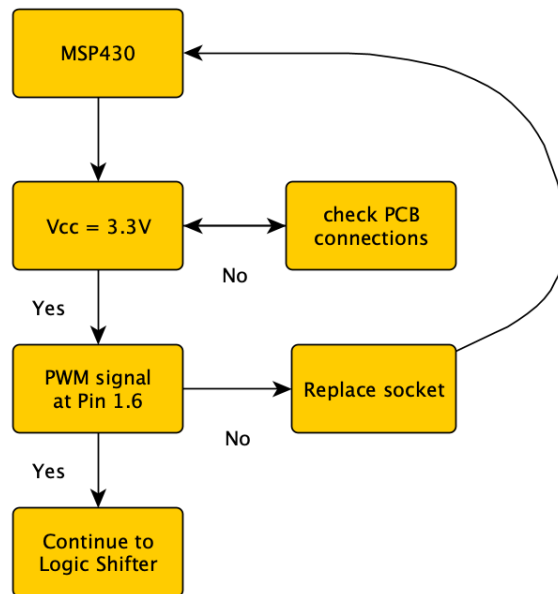 MSP430
Vcc = 3.3V
check PCB
connections
No
Yes
PWM signal
at Pin 1.6
Replace socket
No
Yes
Continue to
Logic Shifter